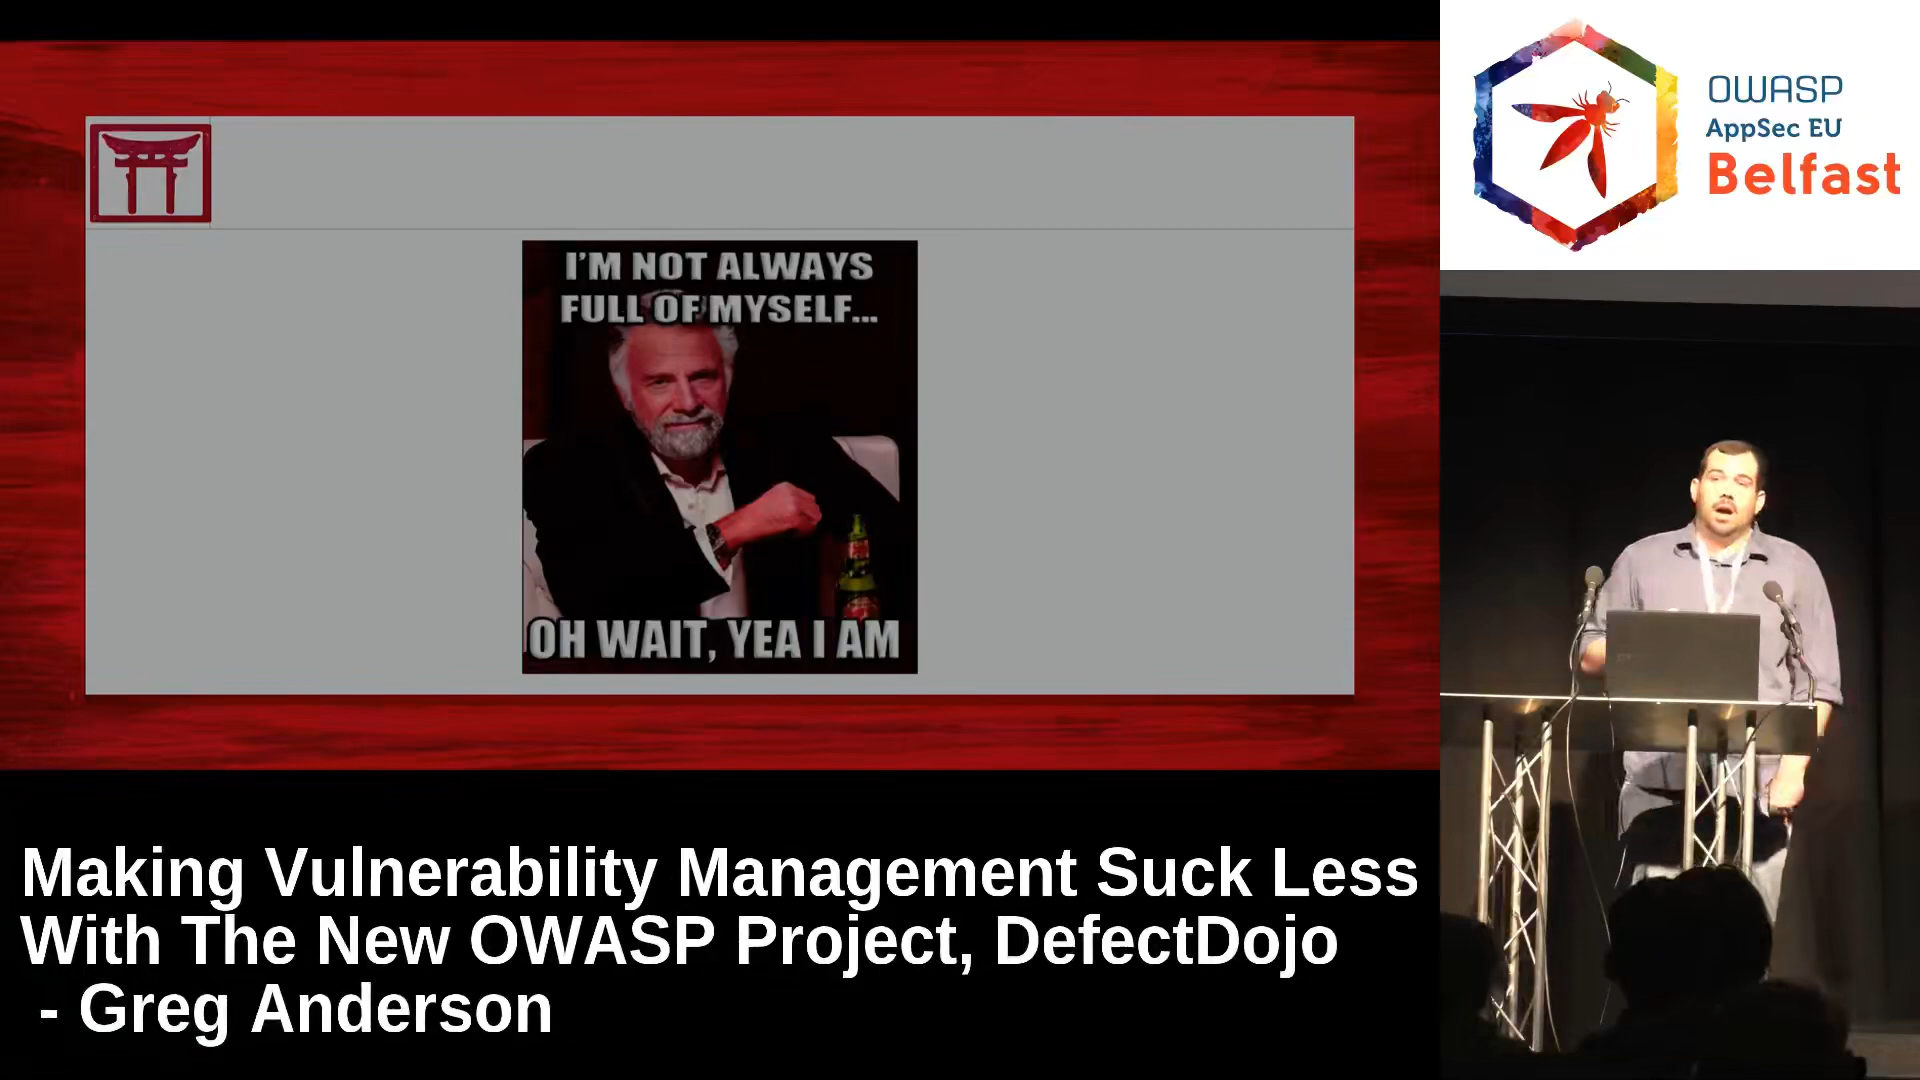 I'M NOT ALWAYS
FULL OF MYSELF...
OH WAIT, YEA I AM
OWASP
AppSec EU
Belfast
Making Vulnerability Management Suck Less
With The New OWASP Project, DefectDojo
- Greg Anderson